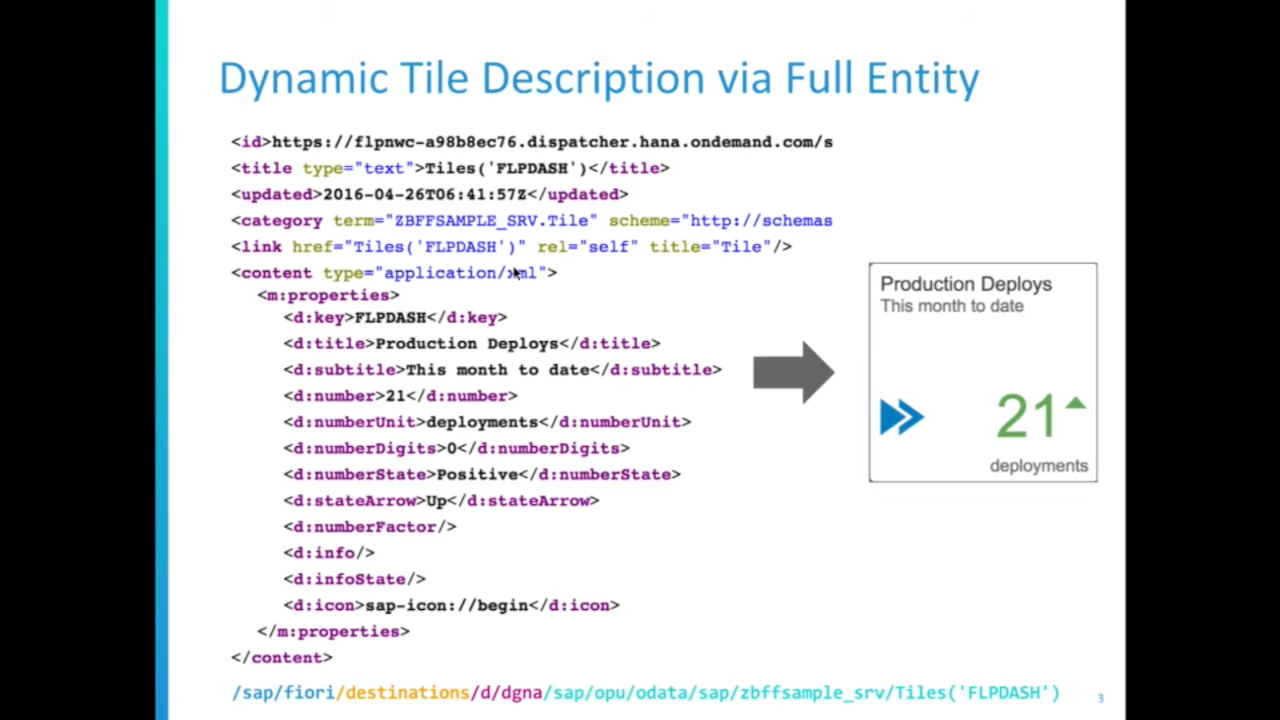 Dynamic Tile Description via Full Entity
<id>https://flpnwc-a98b8ec76.dispatcher.hana.ondemand.com/s
<title type="text">Tiles('FLPDASH')</title>
<updated>2016-04-26T06:41:57Z</updated>
<category term="ZBFFSAMPLE_SRV.Tile" scheme="http://schemas
<link href="Tiles('FLPDASH')" rel="self" title="Tile"/>
<content type="application/xml">
<m:properties>
<d:key>FLPDASH</d:key>
<d:title>Production Deploys</d:title>
<d:subtitle>This month to date</d:subtitle>
<d:number>21</d:number>
<d:numberUnit>deployments</d:numberUnit>
<d:numberDigits>0</d:numberDigits>
<d:numberState>Positive</d:numberState>
<d:stateArrow>Up</d:stateArrow>
<d:numberFactor/>
<d:info/>
<d:infoState/>
<d:icon>sap-icon://begin</d:icon>
</m:properties>
</content>
Production Deploys
This month to date
21
deployments
/sap/fiori/destinations/d/dgna/sap/opu/odata/sap/zbffsample_srv/Tiles('FLPDASH')
3